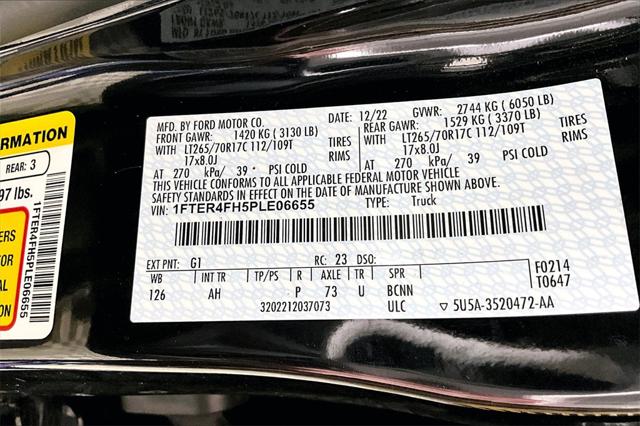 ORMATION
REAR: 3
97 lbs.
ERS
FOR
AL
ON
1FTER4FH5PLE06655
MFD. BY FORD MOTOR CO. DATE: 12/22 GVWR: 2744 KG (6050 LB)
FRONT GAWR: 1420 KG (3130 LB) REAR GAWR: 1529 KG (3370 LB)
WITH LT265/70R17C 112/109T TIRES WITH LT265/70R17C 112/109T TIRES
17x8.0J RIMS 17x8.0J RIMS
AT 270 kPa/ 39 PSI COLD AT 270 kPa/ 39 PSI COLD
THIS VEHICLE CONFORMS TO ALL APPLICABLE FEDERAL MOTOR VEHICLE
SAFETY STANDARDS IN EFFECT ON THE DATE OF MANUFACTURE SHOWN ABOVE.
VIN: 1FTER4FH5PLE06655 TYPE: Truck
EXT PNT: G1 RC: 23 DSO:
WB INT TR TP/PS R AXLE TR SPR F0214
126 AH P 73 U BCNN T0647
3202212037073 ULC ▽ 5U5A-3520472-AA